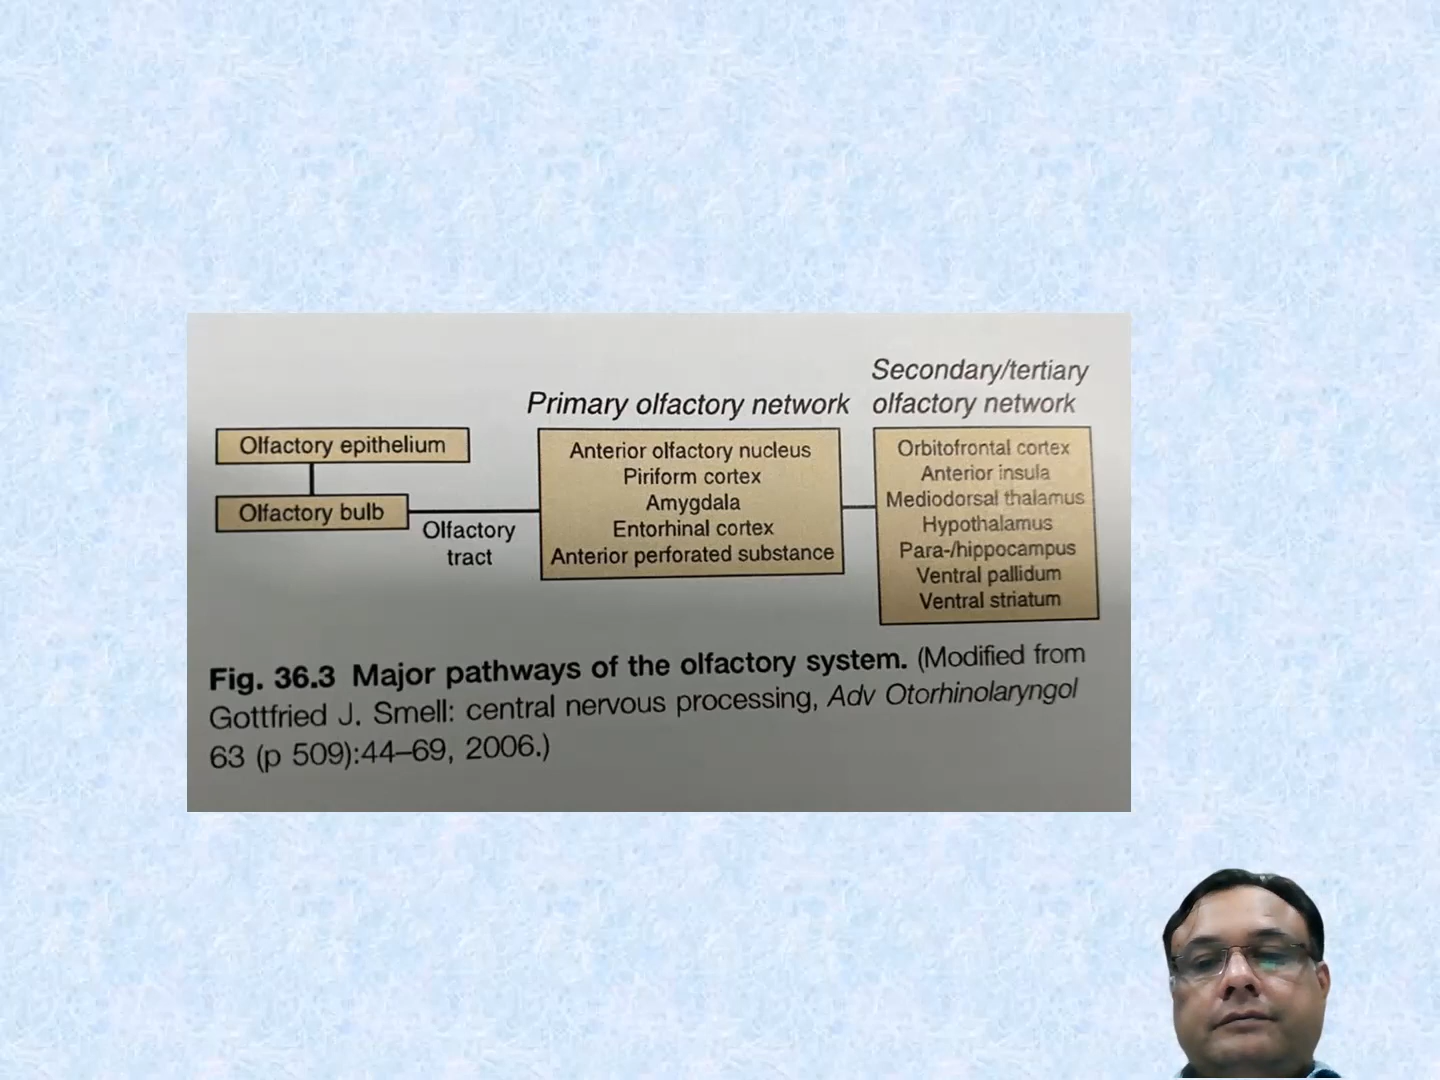 Olfactory epithelium
Olfactory bulb
Olfactory
tract
Primary olfactory network
Anterior olfactory nucleus
Piriform cortex
Amygdala
Entorhinal cortex
Anterior perforated substance
Secondary/tertiary
olfactory network
Orbitofrontal cortex
Anterior insula
Mediodorsal thalamus
Hypothalamus
Para-/hippocampus
Ventral pallidum
Ventral striatum
Fig. 36.3 Major pathways of the olfactory system. (Modified from
Gottfried J. Smell: central nervous processing, Adv Otorhinolaryngol
63 (p 509):44–69, 2006.)